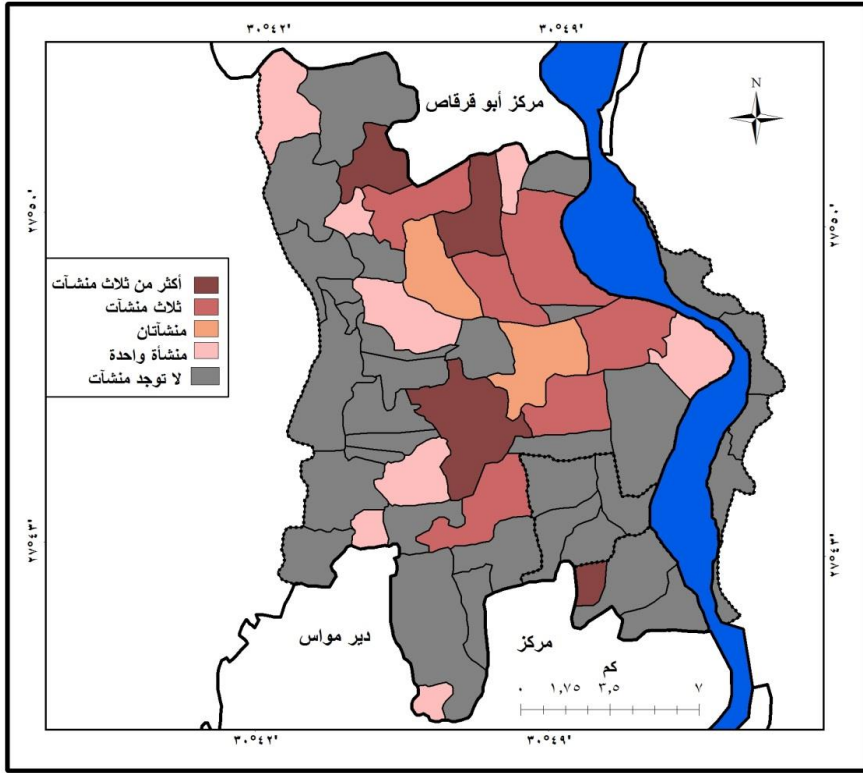 ٣٠°٤٢' ٣٠°٤٩'
N
مركز أبو قرقاص
٢٧°٥٠' ٢٧°٥٠'
أكثر من ثلاث منشآت
ثلاث منشآت
منشآتان
منشأة واحدة
لا توجد منشآت
٢٧°٤٣' ٢٧°٤٣'
دير مواس
مركز
كم
٠ ١,٧٥ ٣,٥ ٧
٣٠°٤٢' ٣٠°٤٩'